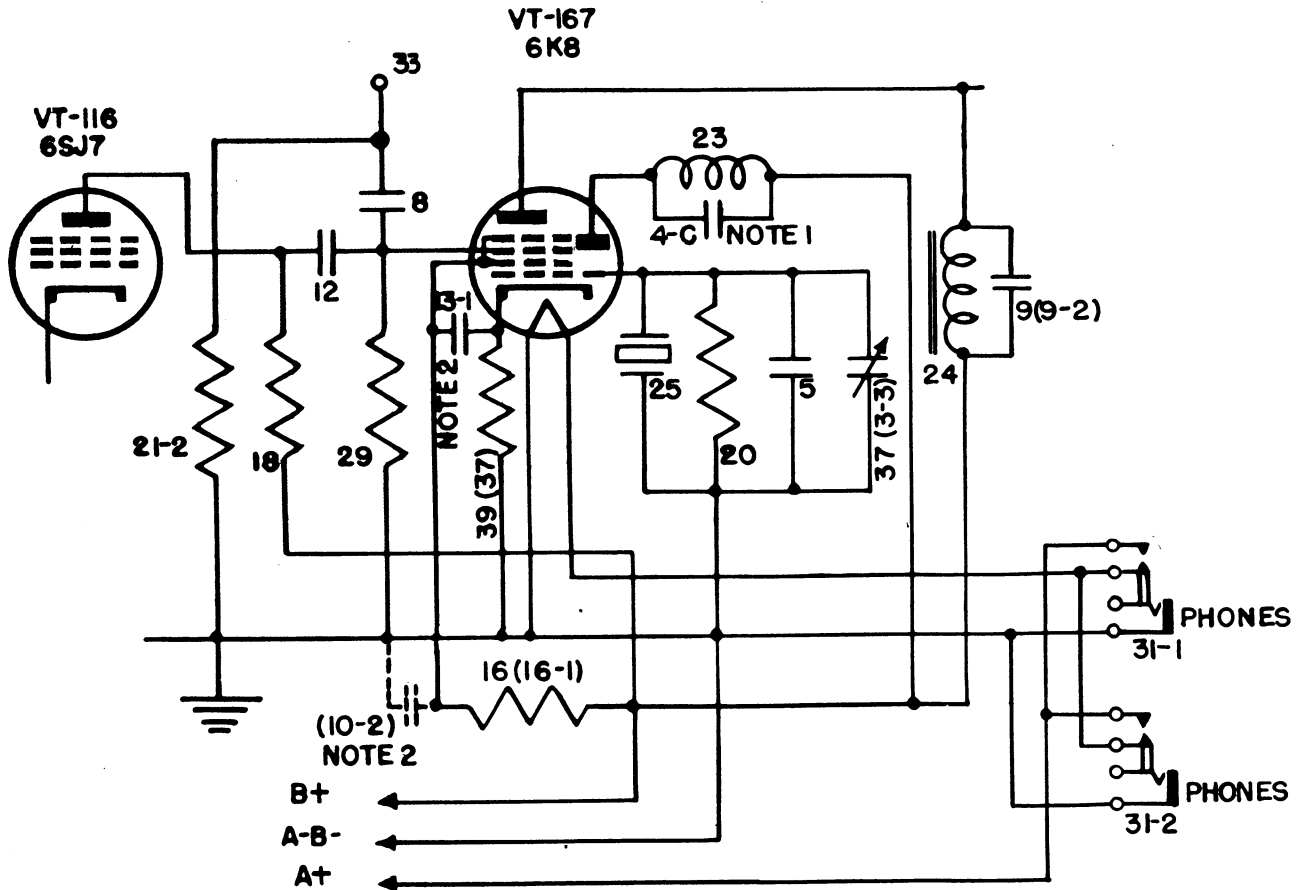 VT-167
6K8
33
VT-116
6SJ7
23
8
4-C NOTE 1
12
3-1
9(9-2)
NOTE 2
25
5
24
37 (3-3)
21-2
18
29
20
39 (37)
PHONES
31-1
16(16-1)
(10-2)
NOTE 2
PHONES
31-2
B+
A-B-
A+